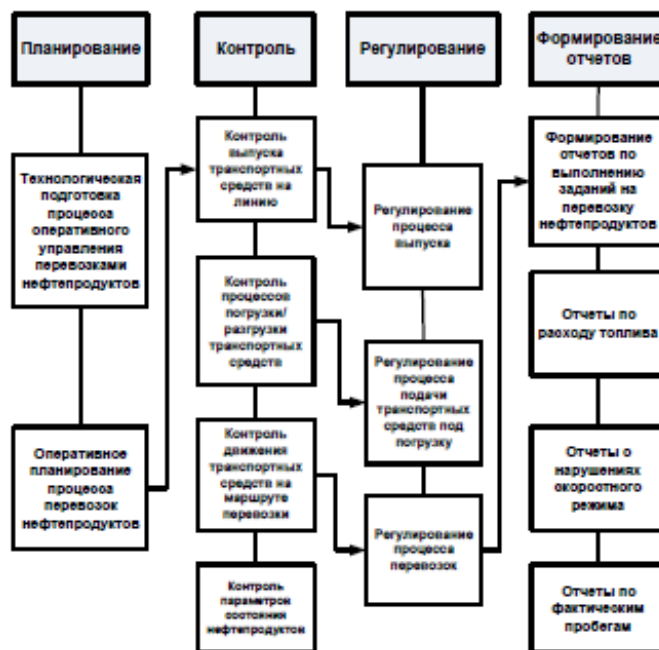 Планирование
Технологическая
подготовка
процесса
оперативного
управления
перевозками
нефтепродуктов
Оперативное
планирование
процесса
перевозок
нефтепродуктов
Контроль
Контроль
выпуска
транспортных
средств на
линию
Контроль
процессов
погрузки/
разгрузки
транспортных
средств
Контроль
движения
транспортных
средств на
маршруте
перевозки
Контроль
параметров
состояния
нефтепродуктов
Регулирование
Регулирование
процесса
выпуска
Регулирование
процесса
подачи
транспортных
средств под
погрузку
Регулирование
процесса
перевозок
Формирование
отчетов
Формирование
отчетов по
выполнению
заданий на
перевозку
нефтепродуктов
Отчеты по
расходу топлива
Отчеты о
нарушениях
скоростного
режима
Отчеты по
фактическим
пробегам